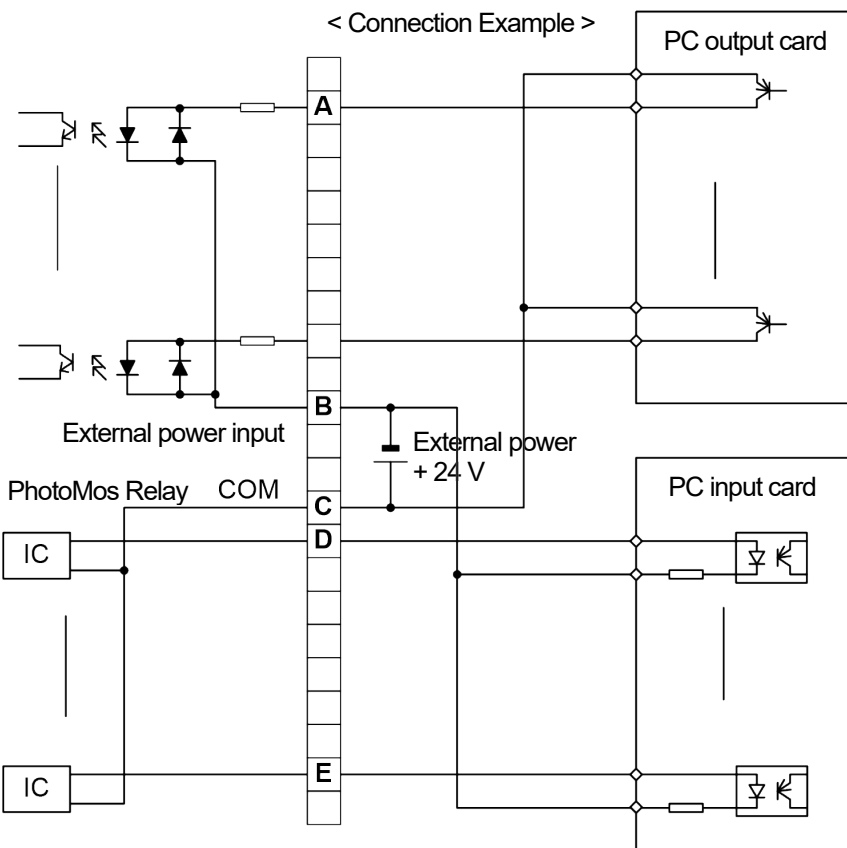 < Connection Example >
PC output card
A
B
External power input
External power
+ 24 V
PhotoMos Relay
COM
C
PC input card
D
IC
E
IC